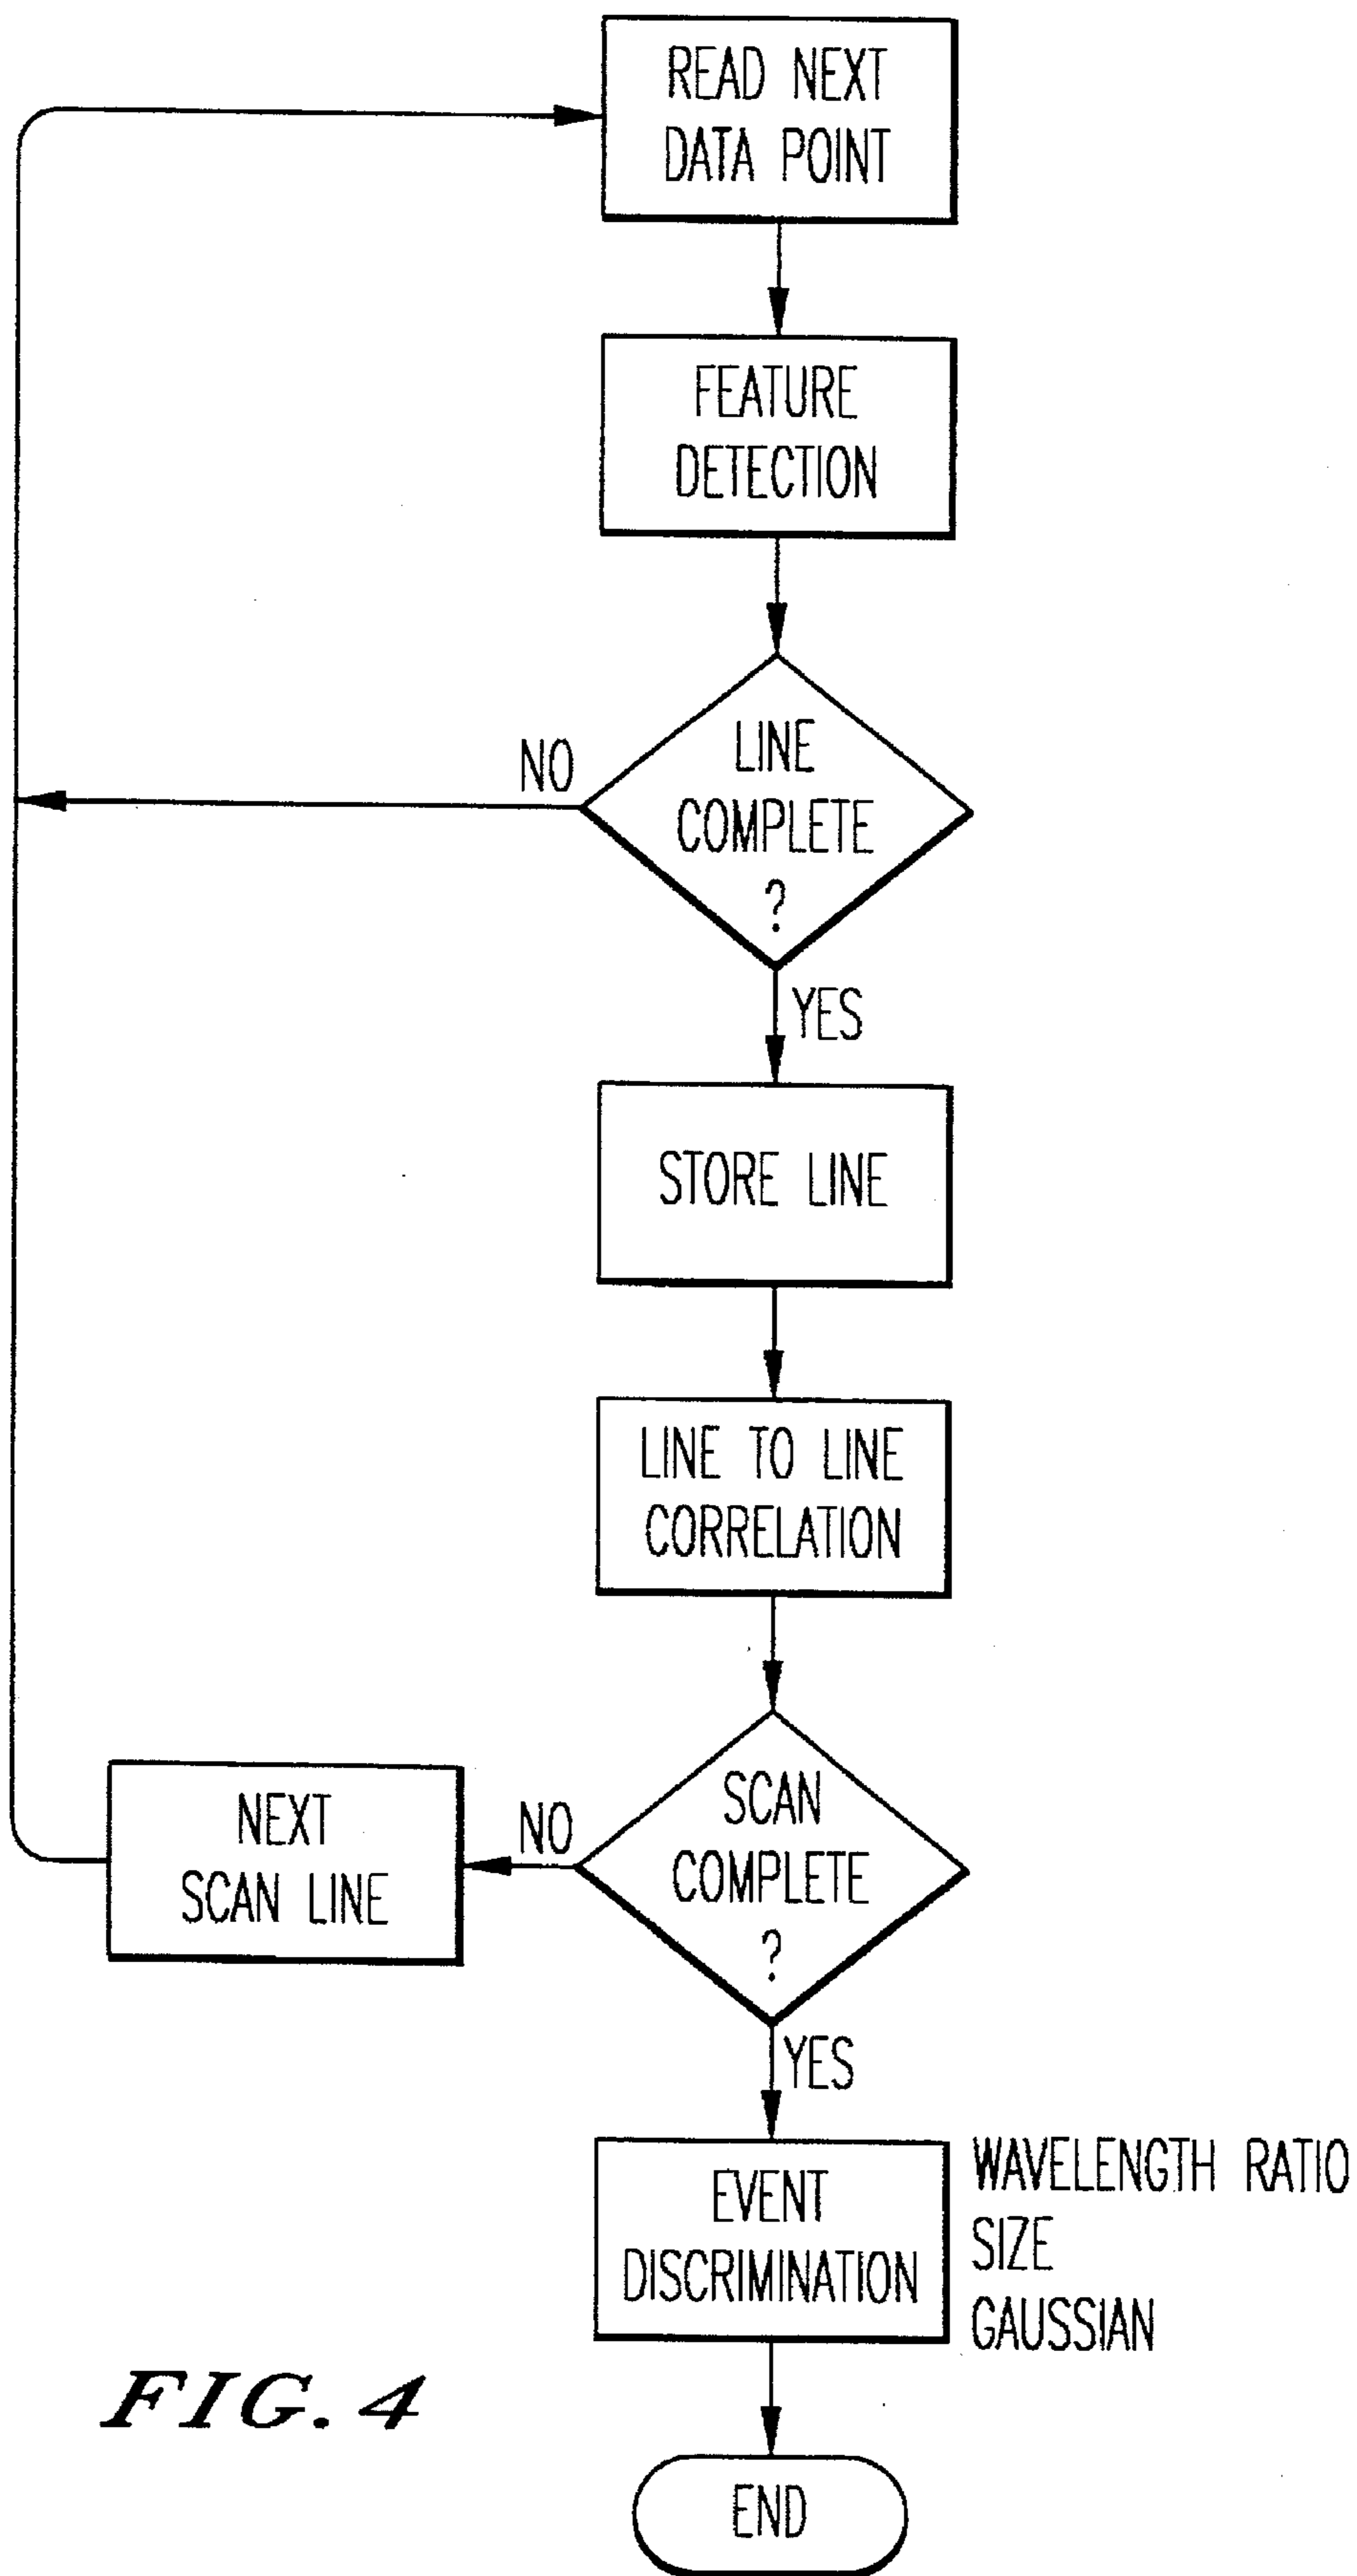 READ NEXT
DATA POINT
FEATURE
DETECTION
LINE
COMPLETE
?
NO
YES
STORE LINE
LINE TO LINE
CORRELATION
SCAN
COMPLETE
?
NO
NEXT
SCAN LINE
YES
EVENT
DISCRIMINATION
WAVELENGTH RATIO
SIZE
GAUSSIAN
END
FIG. 4